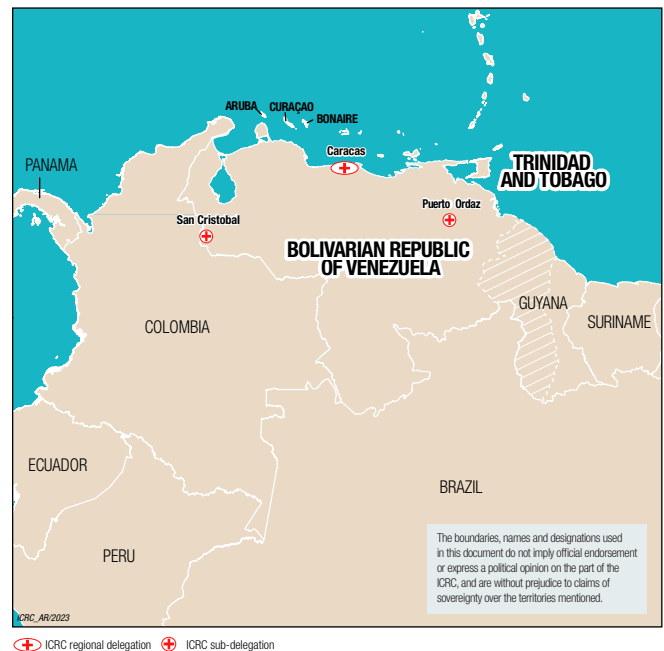 ARUBA
CURAÇAO
BONAIRE
PANAMA
Caracas
TRINIDAD
AND TOBAGO
San Cristobal
Puerto Ordaz
BOLIVARIAN REPUBLIC
OF VENEZUELA
GUYANA
SURINAME
COLOMBIA
ECUADOR
BRAZIL
PERU
The boundaries, names and designations used
in this document do not imply official endorsement
or express a political opinion on the part of the
ICRC, and are without prejudice to claims of
sovereignty over the territories mentioned.
ICRC_AR/2023
ICRC regional delegation
ICRC sub-delegation